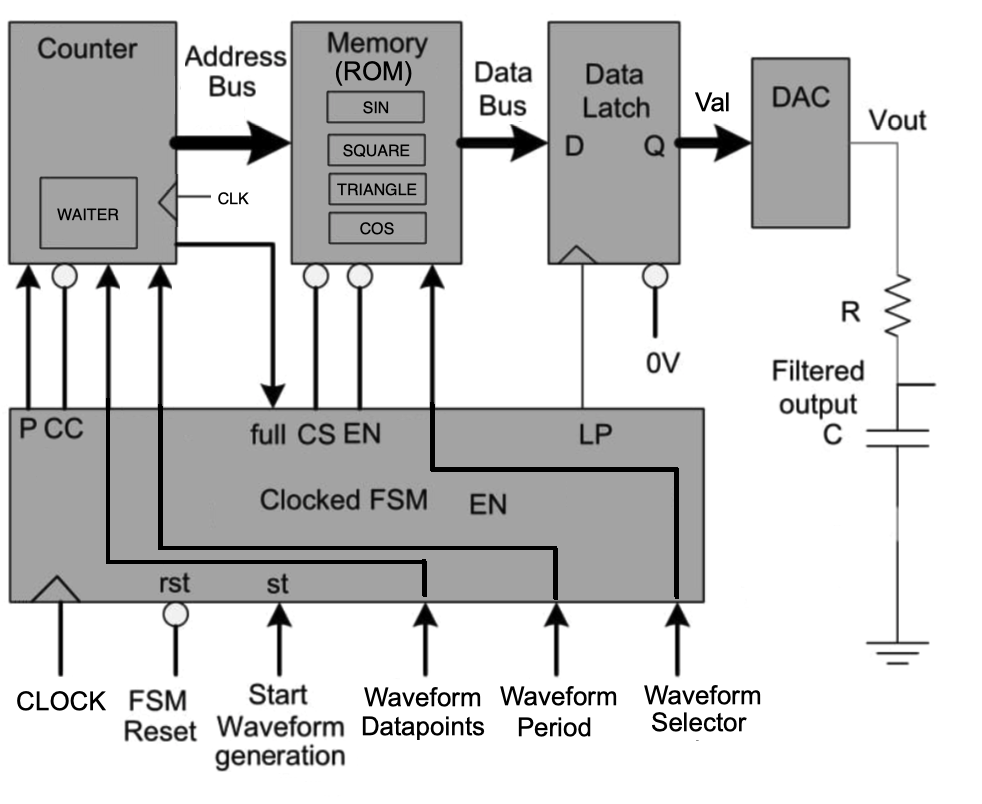 Counter
Address
Bus
Memory
(ROM)
SIN
SQUARE
TRIANGLE
COS
Data
Bus
Data
Latch
D
Q
Val
DAC
Vout
WAITER
CLK
R
0V
Filtered
output
C
P CC
full CS EN
LP
Clocked FSM
EN
rst
st
CLOCK
FSM
Reset
Start
Waveform
generation
Waveform
Datapoints
Waveform
Period
Waveform
Selector